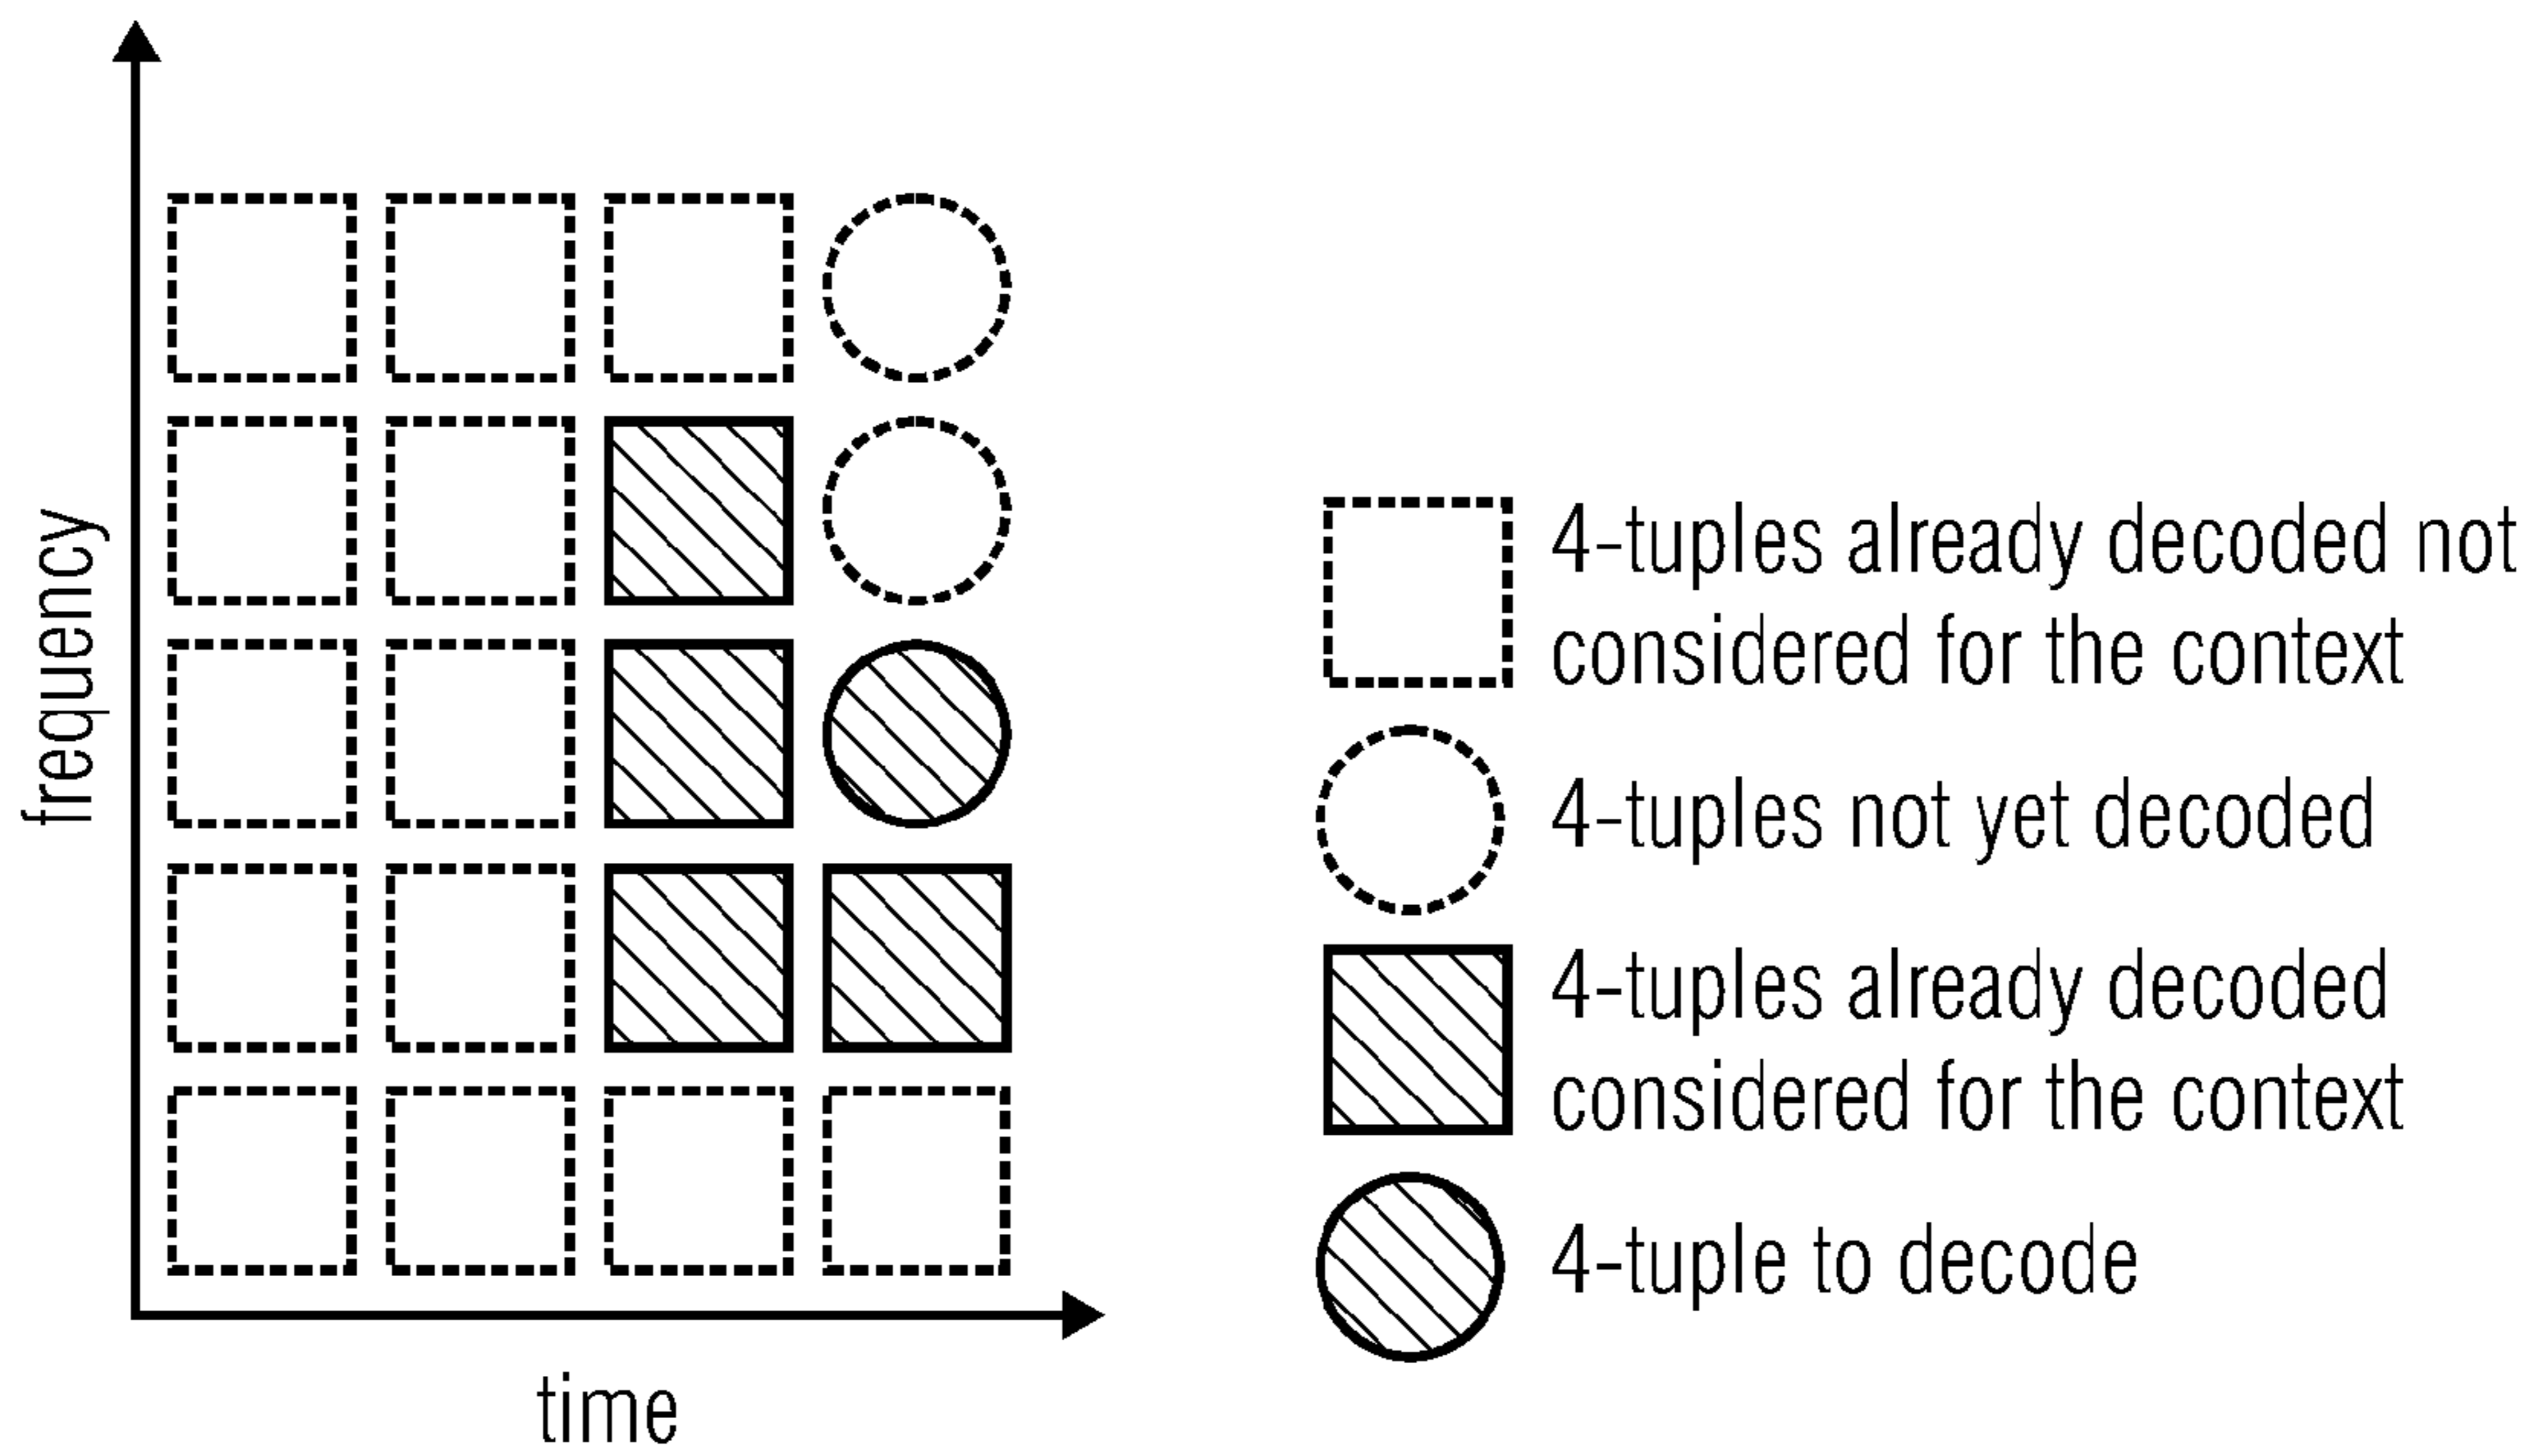 frequency
time
4-tuples already decoded not
considered for the context
4-tuples not yet decoded
4-tuples already decoded
considered for the context
4-tuple to decode